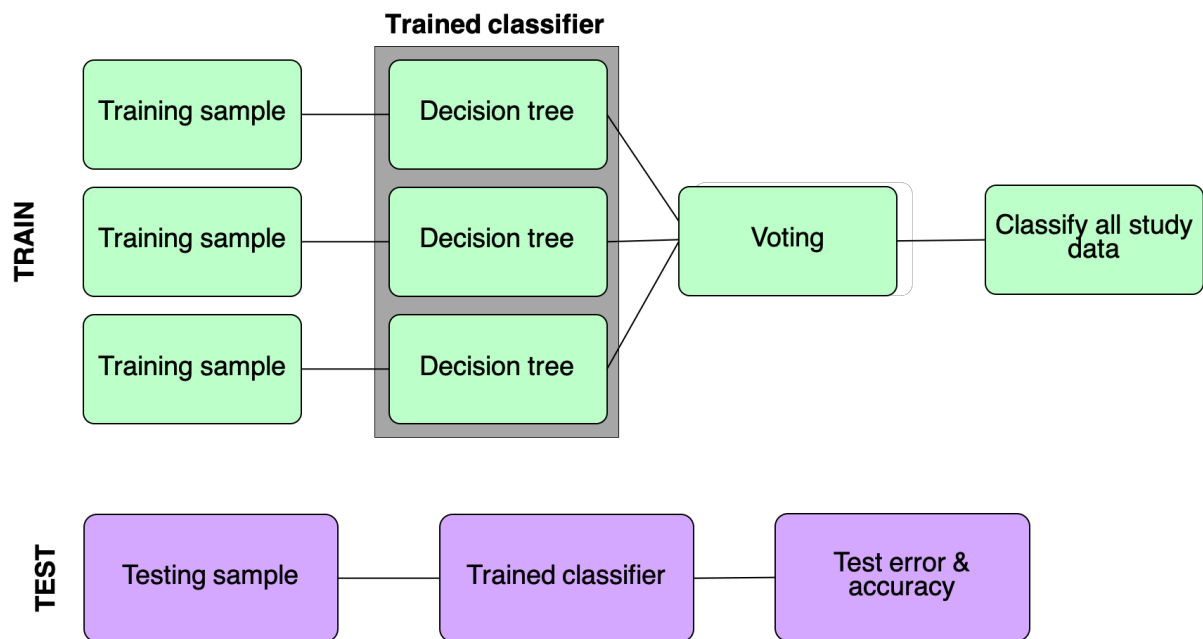 Trained classifier
TRAIN
Training sample
Decision tree
Training sample
Decision tree
Voting
Classify all study
data
Training sample
Decision tree
TEST
Testing sample
Trained classifier
Test error &
accuracy